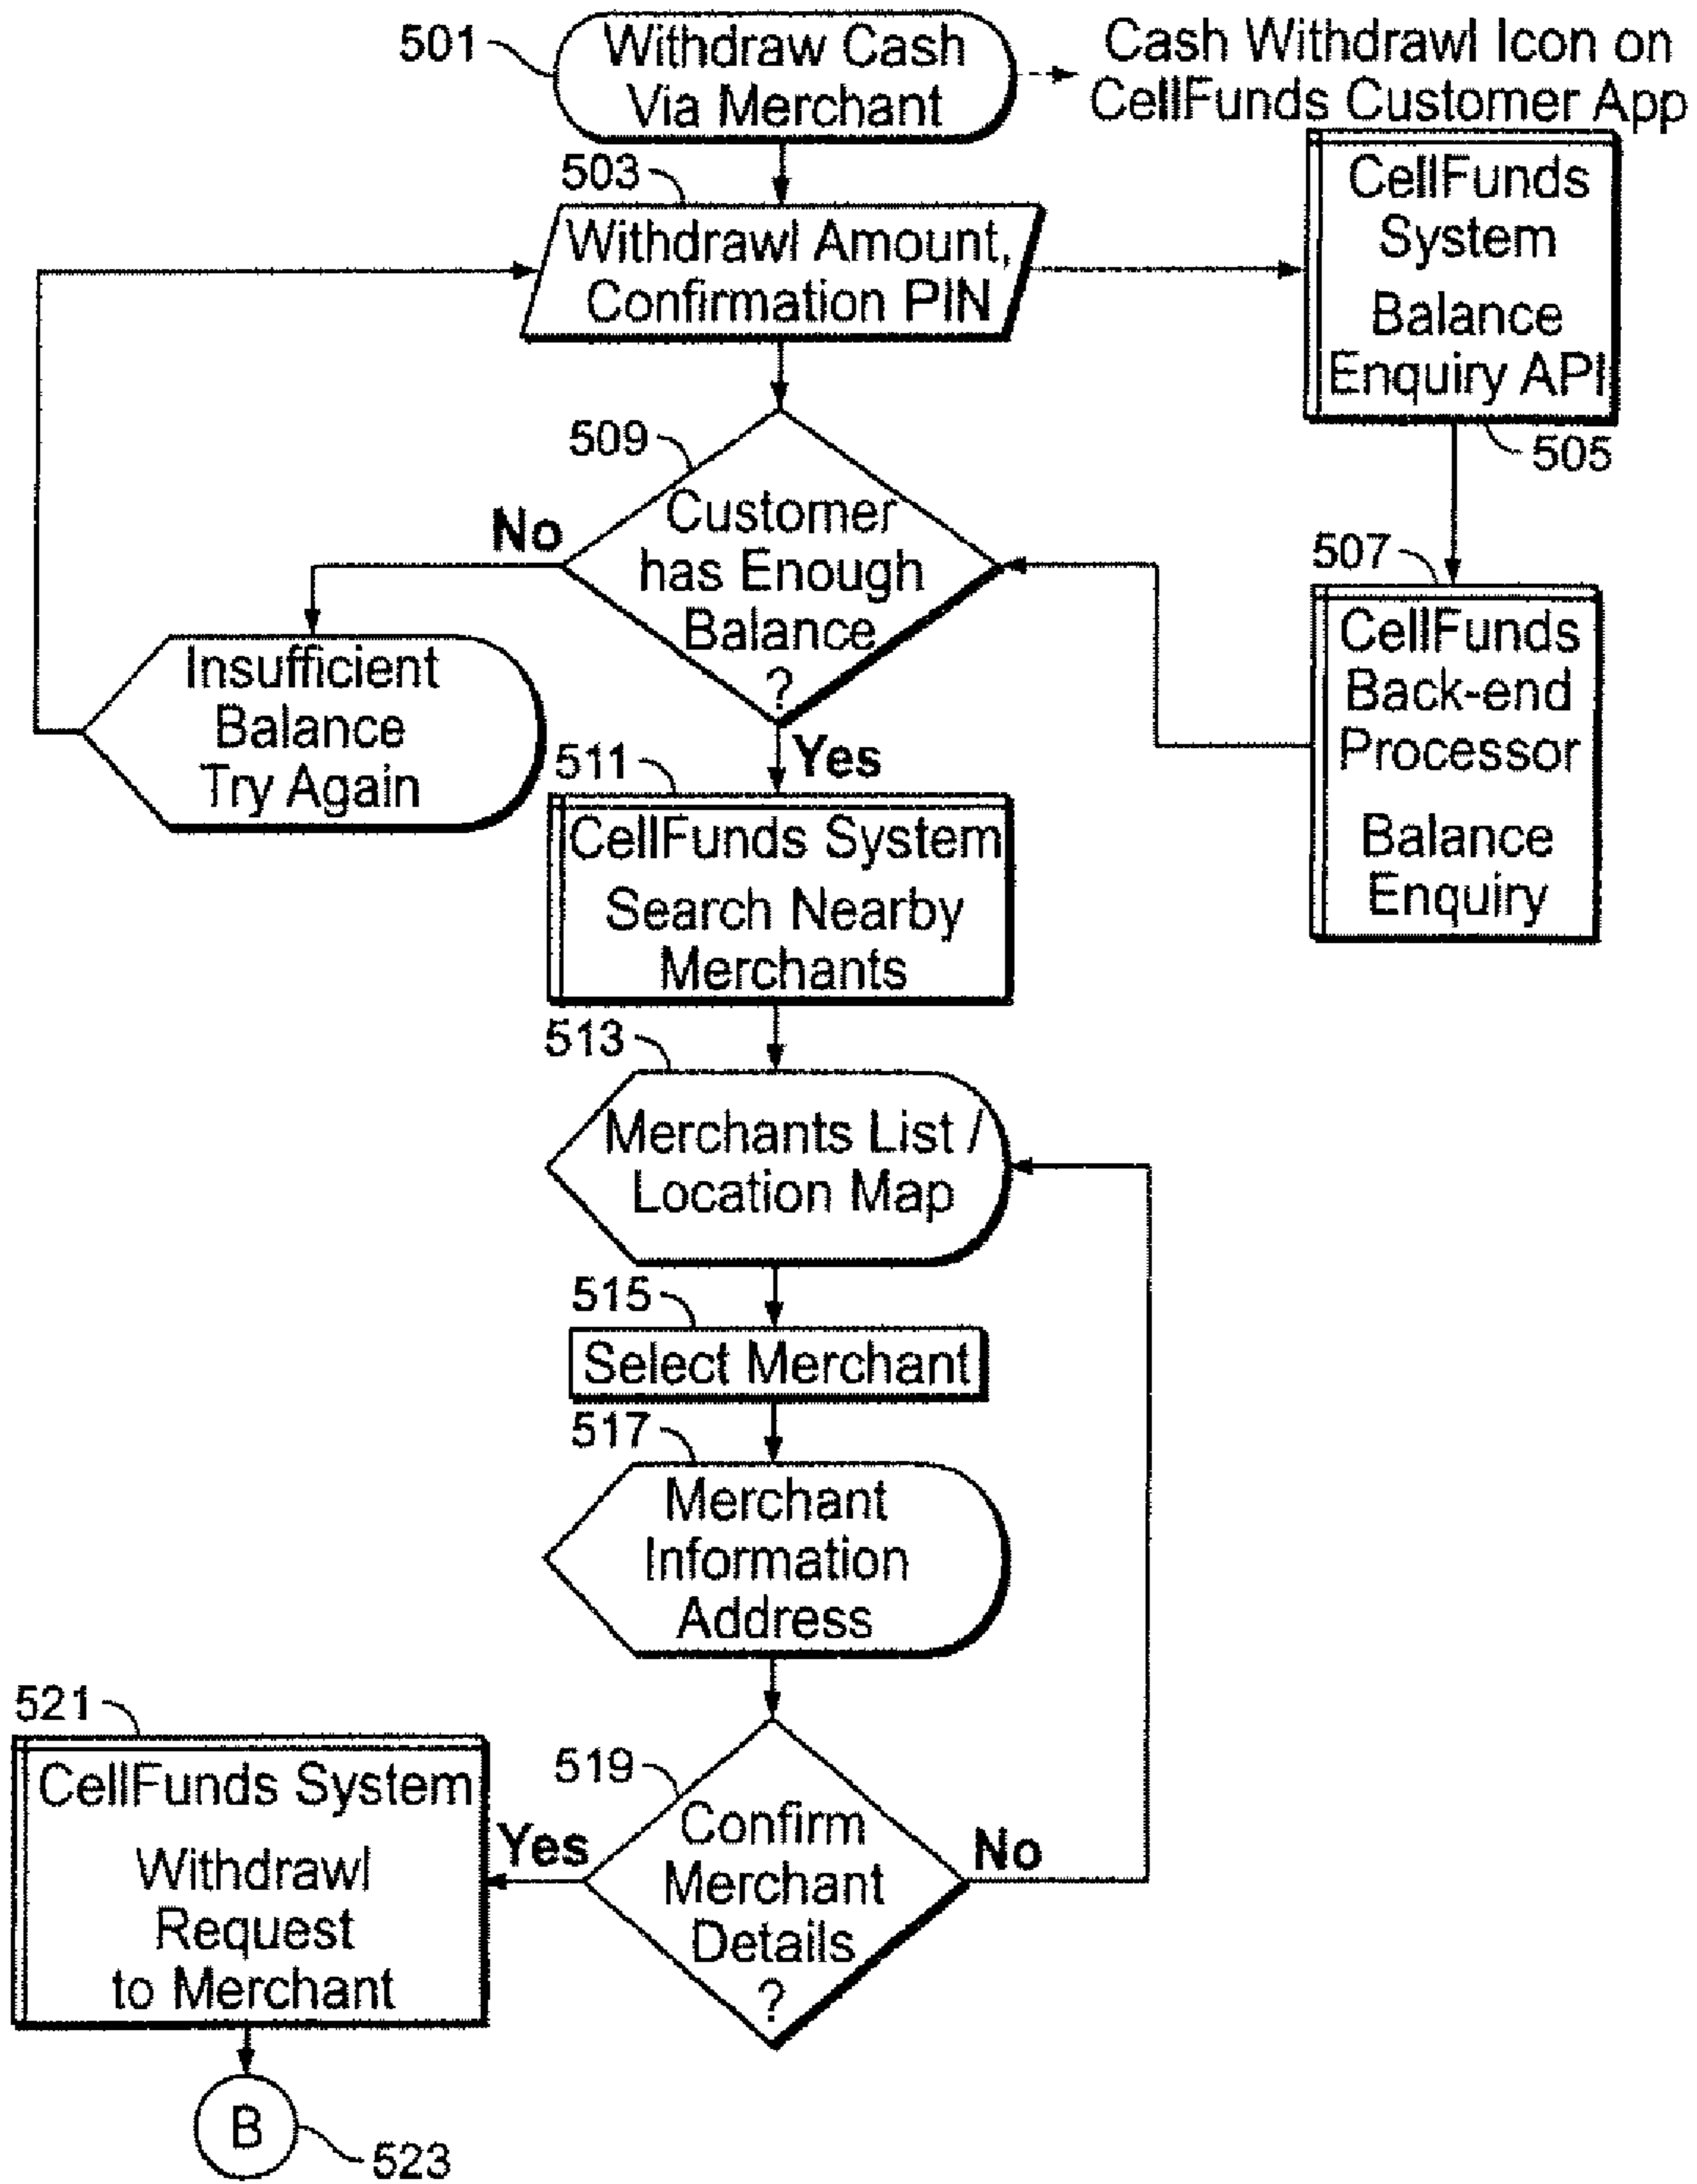 501
Withdraw Cash
Via Merchant
Cash Withdrawl Icon on
CellFunds Customer App
503
Withdrawl Amount,
Confirmation PIN
CellFunds
System
Balance
Enquiry API
505
509
Customer
has Enough
Balance
?
No
Yes
507
CellFunds
Back-end
Processor
Balance
Enquiry
Insufficient
Balance
Try Again
511
CellFunds System
Search Nearby
Merchants
513
Merchants List /
Location Map
515
Select Merchant
517
Merchant
Information
Address
519
Confirm
Merchant
Details
?
Yes
No
521
CellFunds System
Withdrawl
Request
to Merchant
B
523